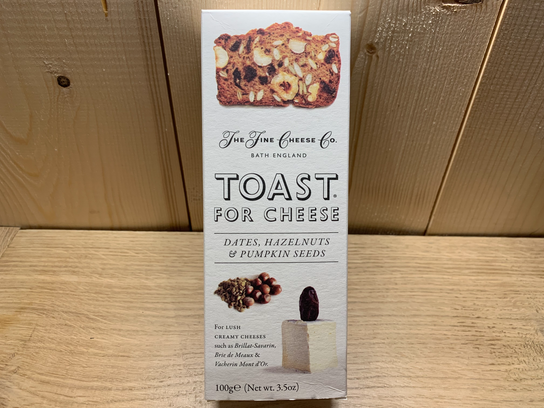 The Fine Cheese Co.
BATH ENGLAND
TOAST®
FOR CHEESE
DATES, HAZELNUTS
& PUMPKIN SEEDS
For LUSH
CREAMY CHEESES
such as Brillat-Savarin,
Brie de Meaux &
Vacherin Mont d'Or.
100g℮ (Net wt. 3.5oz)